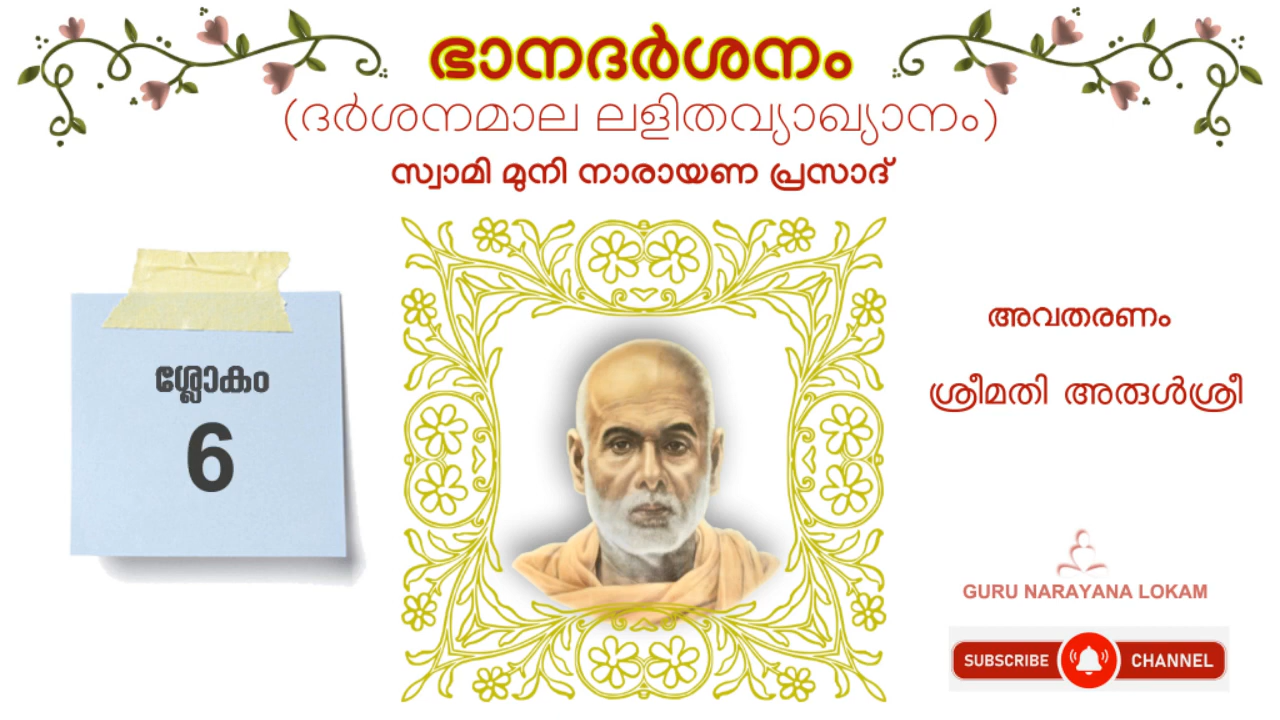 ഭാനദർശനം
(ദർശനമാല ലളിതവ്യാഖ്യാനം)
സ്വാമി മുനി നാരായണ പ്രസാദ്
ശ്ലോകം
6
അവതരണം
ശ്രീമതി അരുൾശ്രീ
GURU NARAYANA LOKAM
SUBSCRIBE CHANNEL